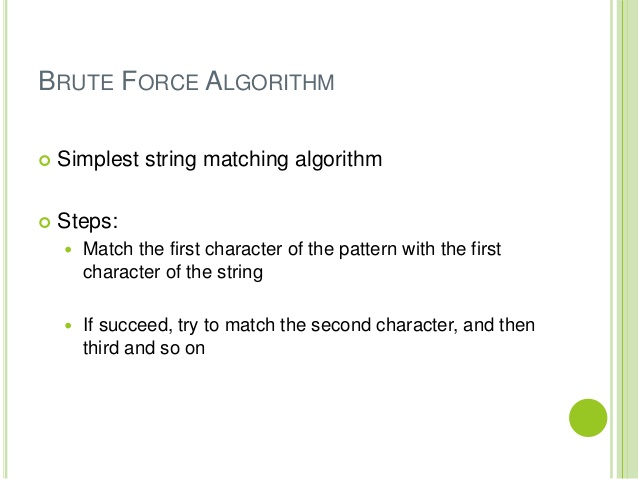 BRUTE FORCE ALGORITHM
Simplest string matching algorithm
Steps:
Match the first character of the pattern with the first
character of the string
If succeed, try to match the second character, and then
third and so on